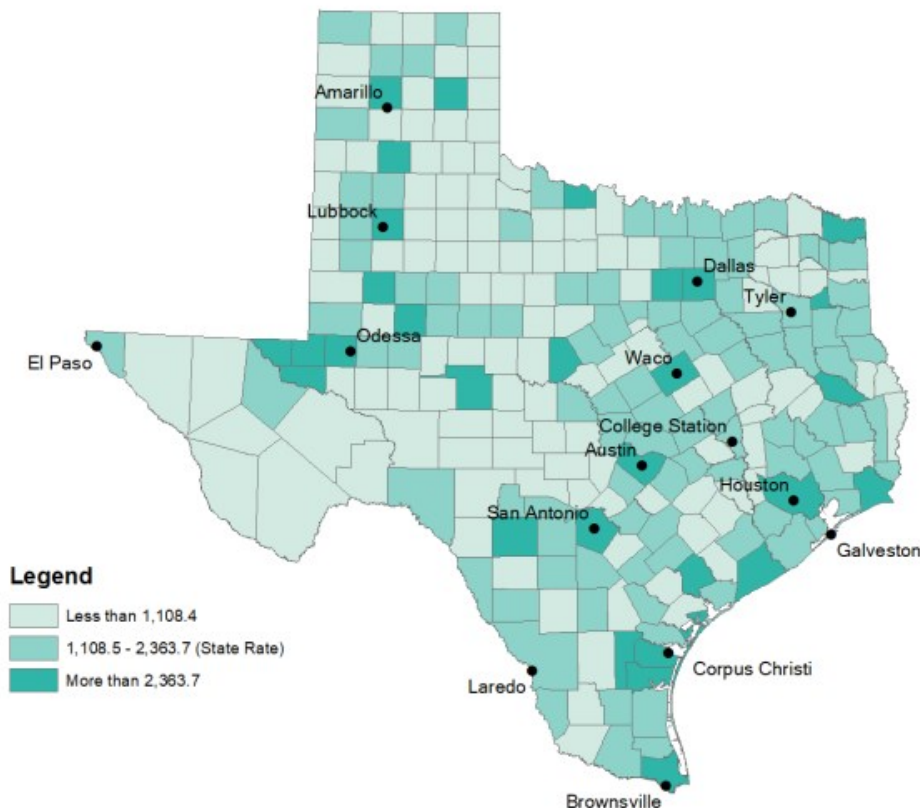 Amarillo
Lubbock
Dallas
Tyler
Odessa
El Paso
Waco
College Station
Austin
Houston
San Antonio
Galveston
Legend
Less than 1,108.4
1,108.5 - 2,363.7 (State Rate)
More than 2,363.7
Corpus Christi
Laredo
Brownsville